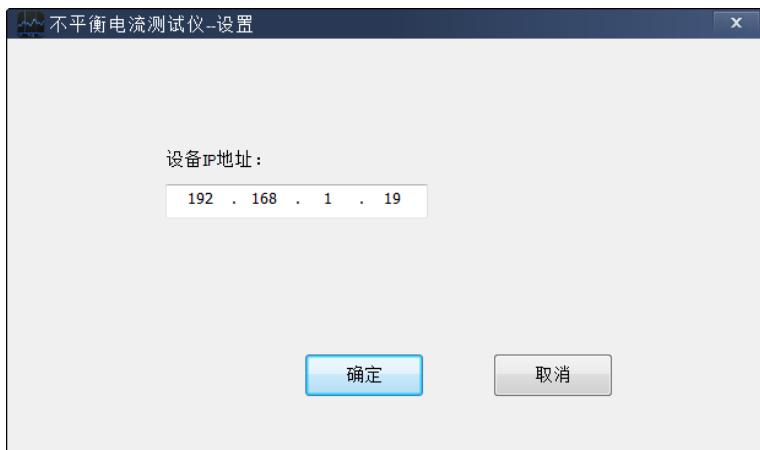 不平衡电流测试仪--设置
x
设备IP地址：
192 . 168 . 1 . 19
确定
取消